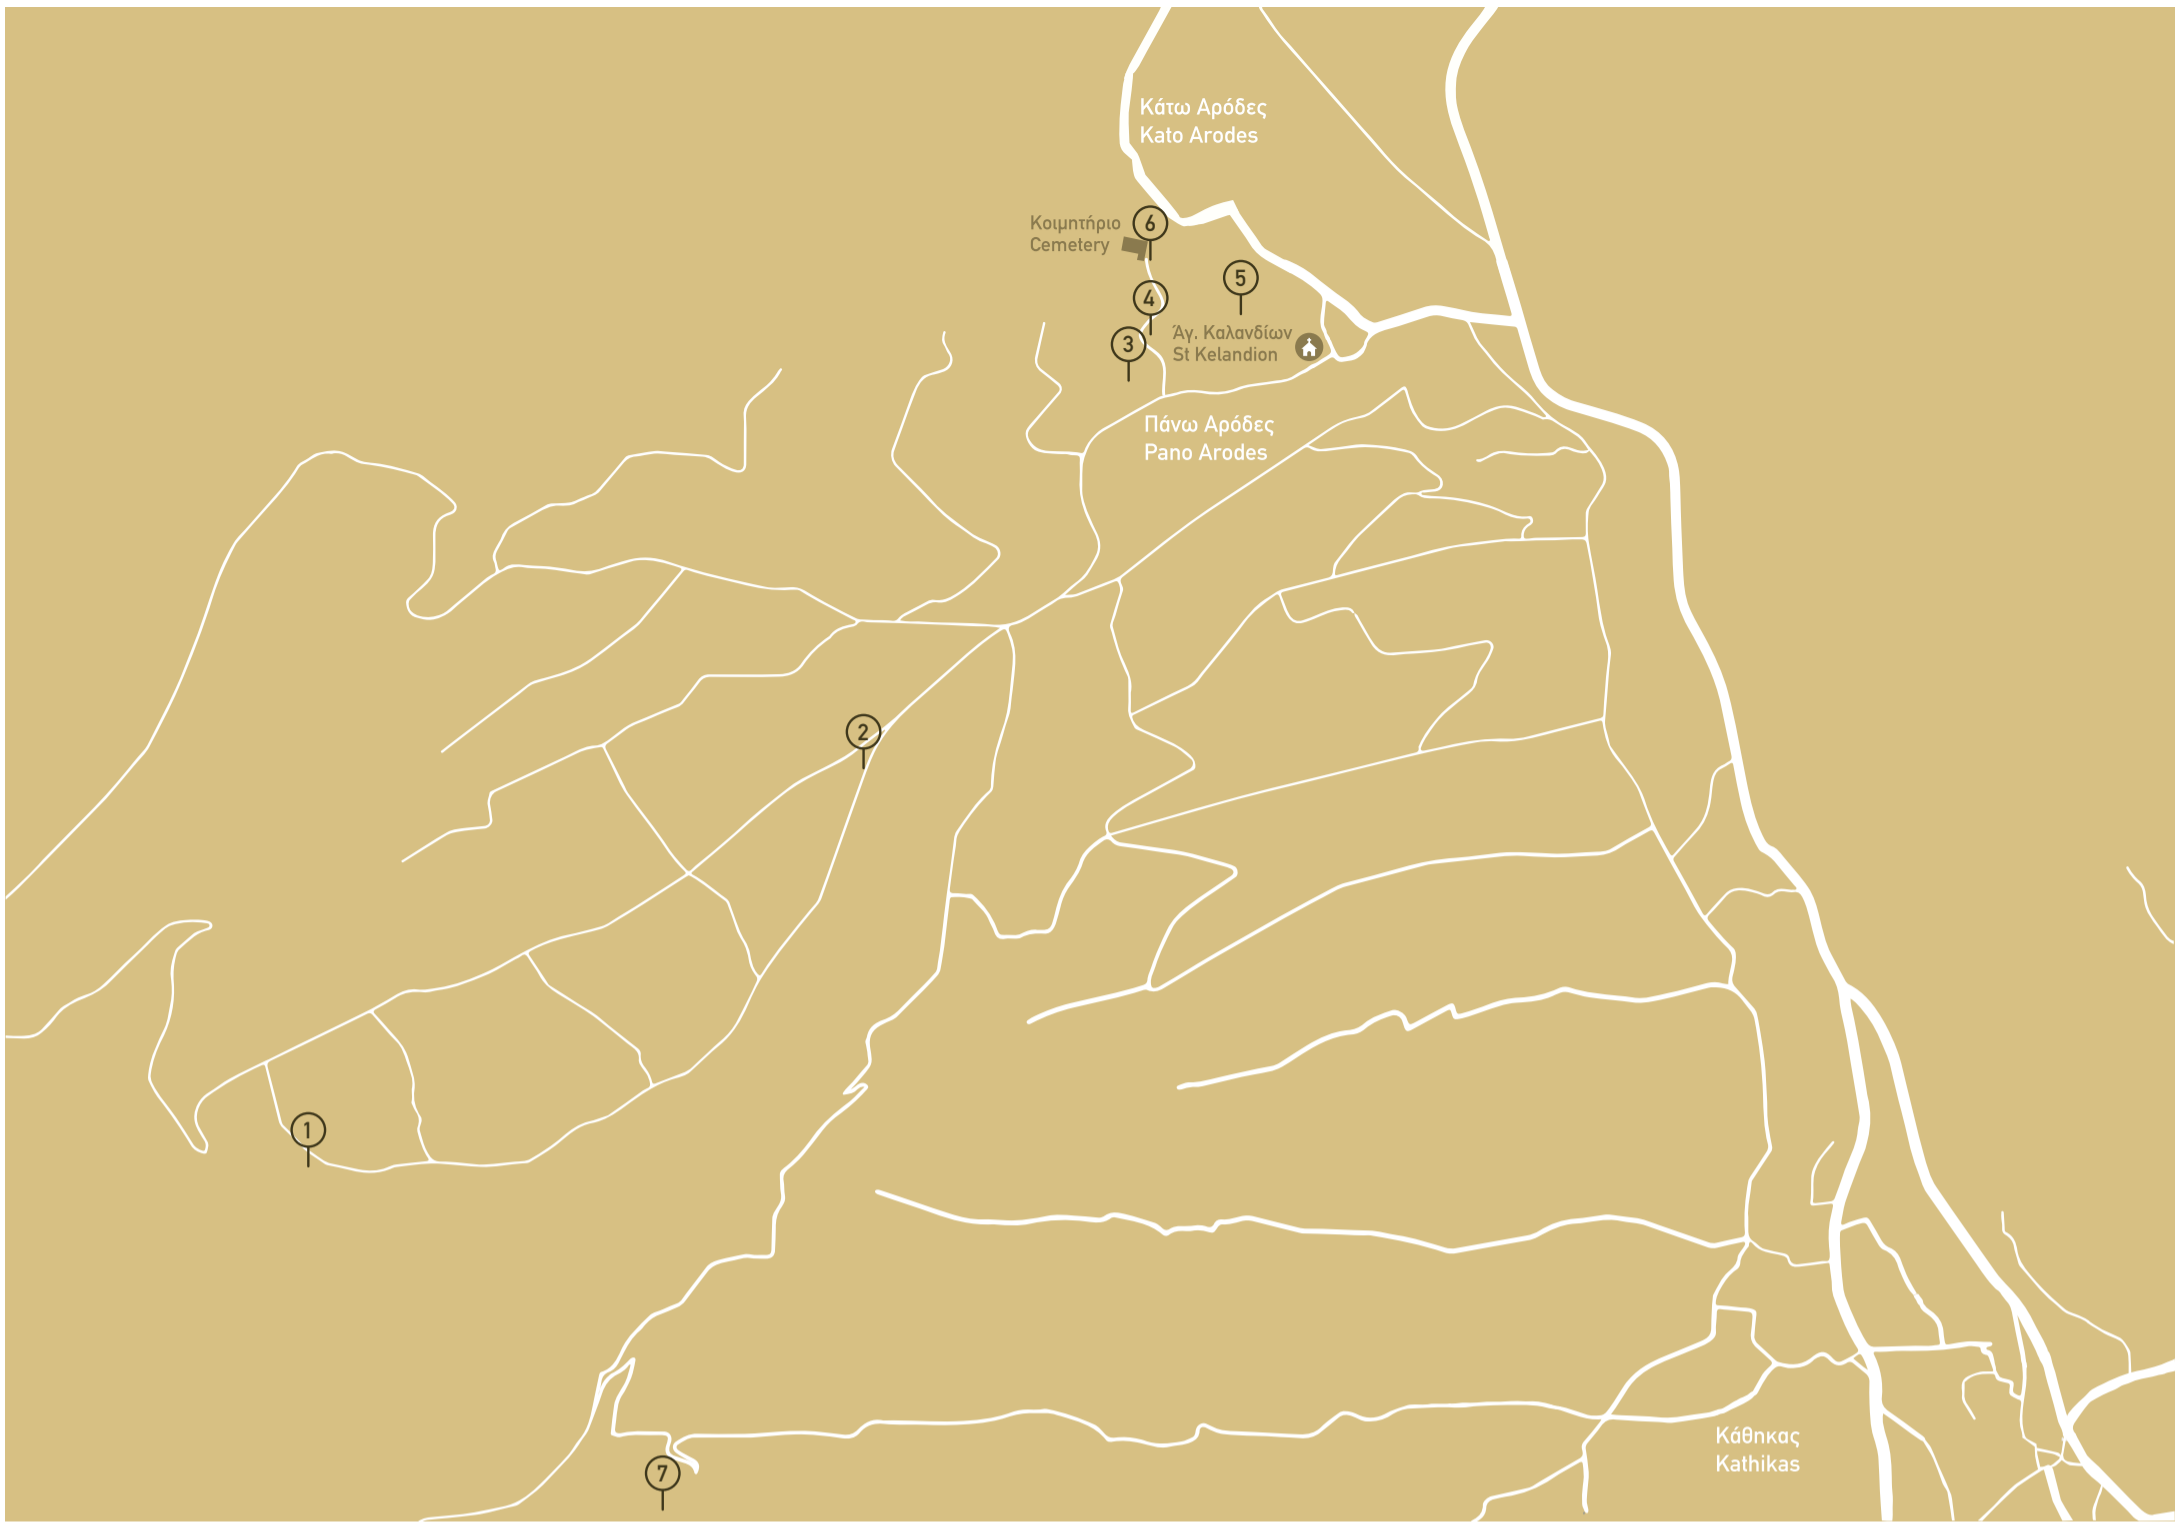 Κάτω Αρόδες
Kato Arodes
Κοιμητήριο
Cemetery
6
5
4
3
Άγ. Καλανδίων
St Kelandion
Πάνω Αρόδες
Pano Arodes
2
1
Κάθηκας
Kathikas
7